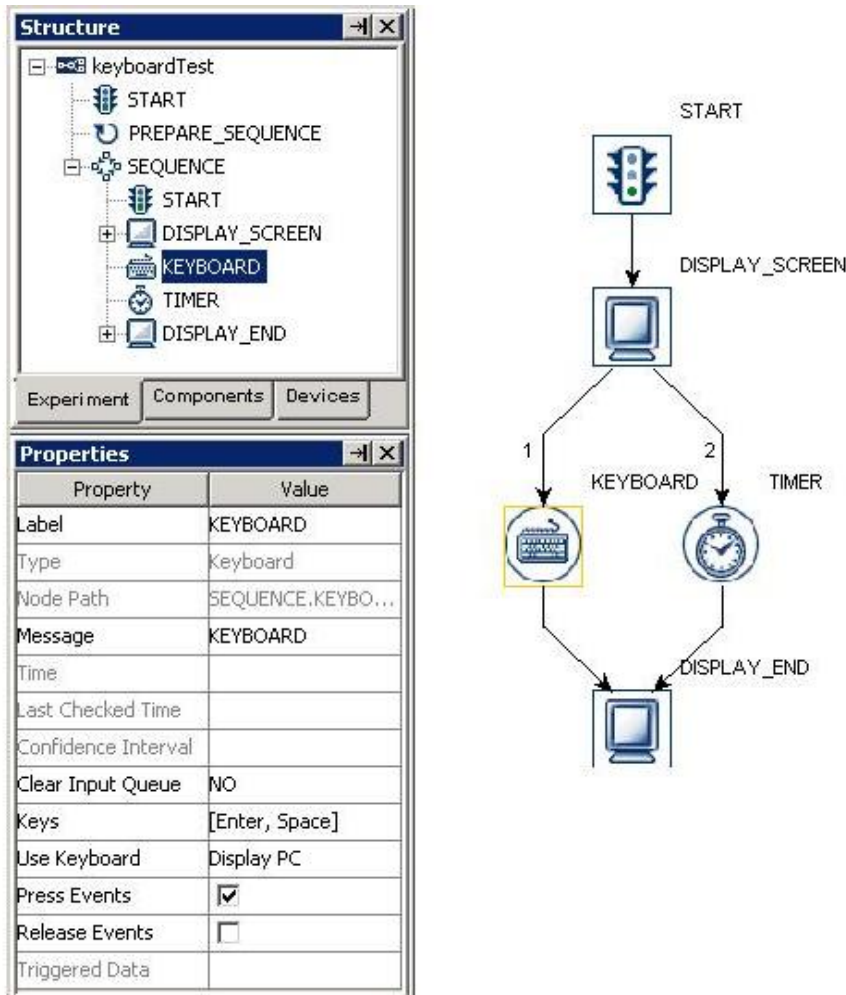 Structure
keyboardTest
START
PREPARE_SEQUENCE
SEQUENCE
START
DISPLAY_SCREEN
KEYBOARD
TIMER
DISPLAY_END
Experiment Components Devices
Properties
Property Value
Label KEYBOARD
Type Keyboard
Node Path SEQUENCE.KEYBO...
Message KEYBOARD
Time
Last Checked Time
Confidence Interval
Clear Input Queue NO
Keys [Enter, Space]
Use Keyboard Display PC
Press Events
Release Events
Triggered Data
START
DISPLAY_SCREEN
1 2
KEYBOARD TIMER
DISPLAY_END